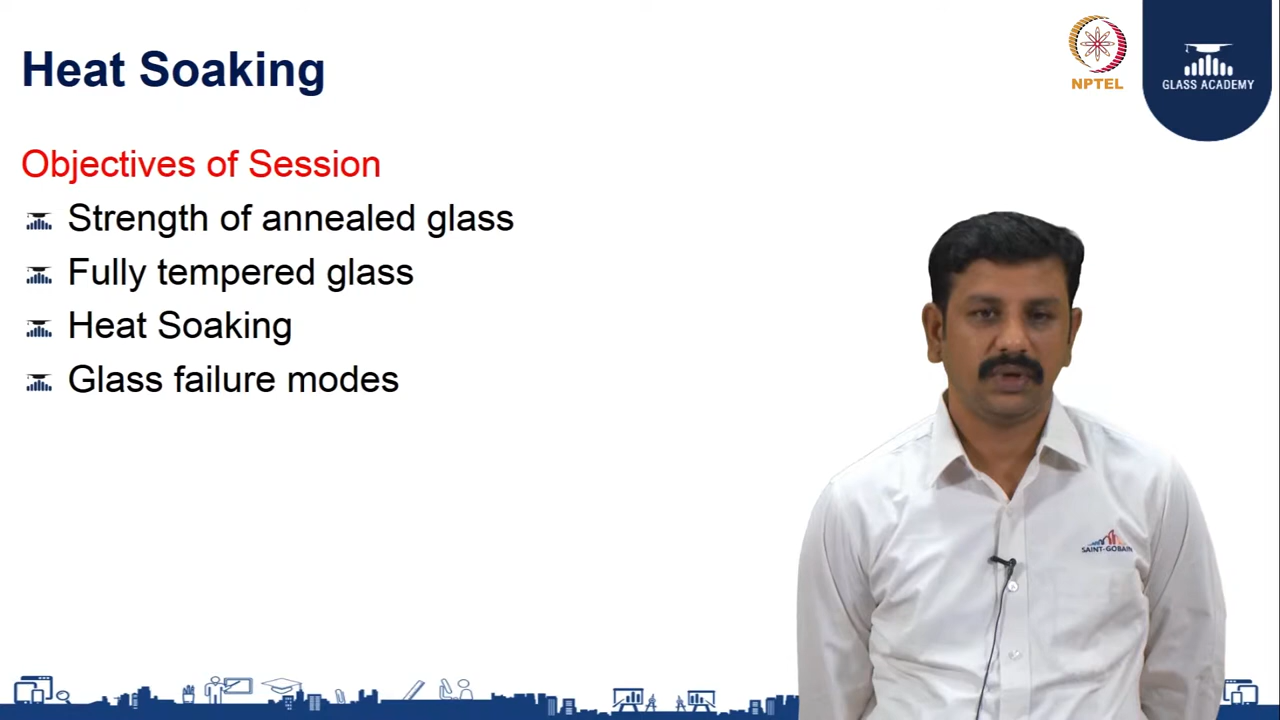 Heat Soaking
NPTEL
GLASS ACADEMY
Objectives of Session
Strength of annealed glass
Fully tempered glass
Heat Soaking
Glass failure modes
SAINT-GOBAIN